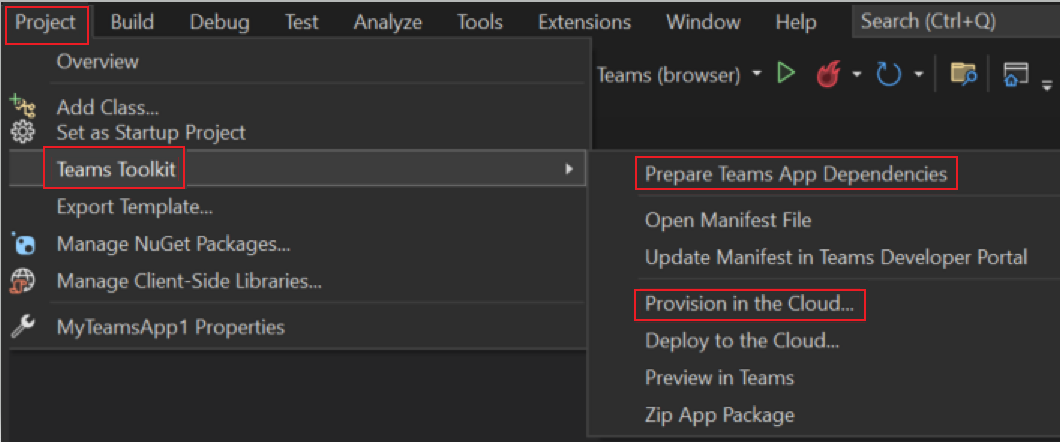 Project Build Debug Test Analyze Tools Extensions Window Help Search (Ctrl+Q)
Overview
Teams (browser)
Add Class...
Set as Startup Project
Teams Toolkit
Prepare Teams App Dependencies
Export Template...
Open Manifest File
Manage NuGet Packages...
Update Manifest in Teams Developer Portal
Manage Client-Side Libraries...
Provision in the Cloud...
MyTeamsApp1 Properties
Deploy to the Cloud...
Preview in Teams
Zip App Package